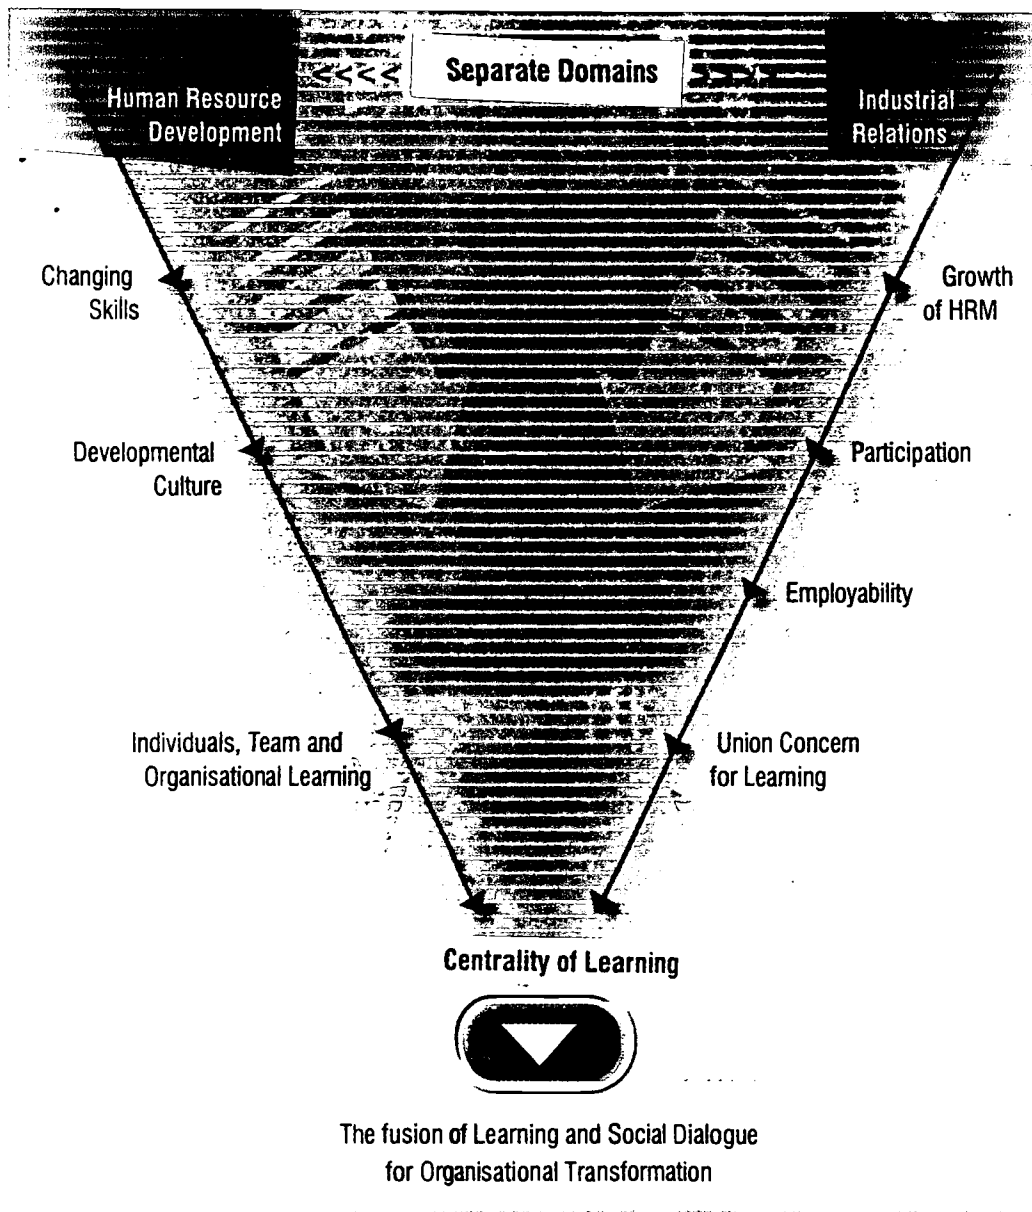 <<<<
Separate Domains
>>>>
Human Resource
Development
Industrial
Relations
Changing
Skills
Growth
of HRM
Developmental
Culture
Participation
Employability
Individuals, Team and
Organisational Learning
Union Concern
for Learning
Centrality of Learning
The fusion of Learning and Social Dialogue
for Organisational Transformation